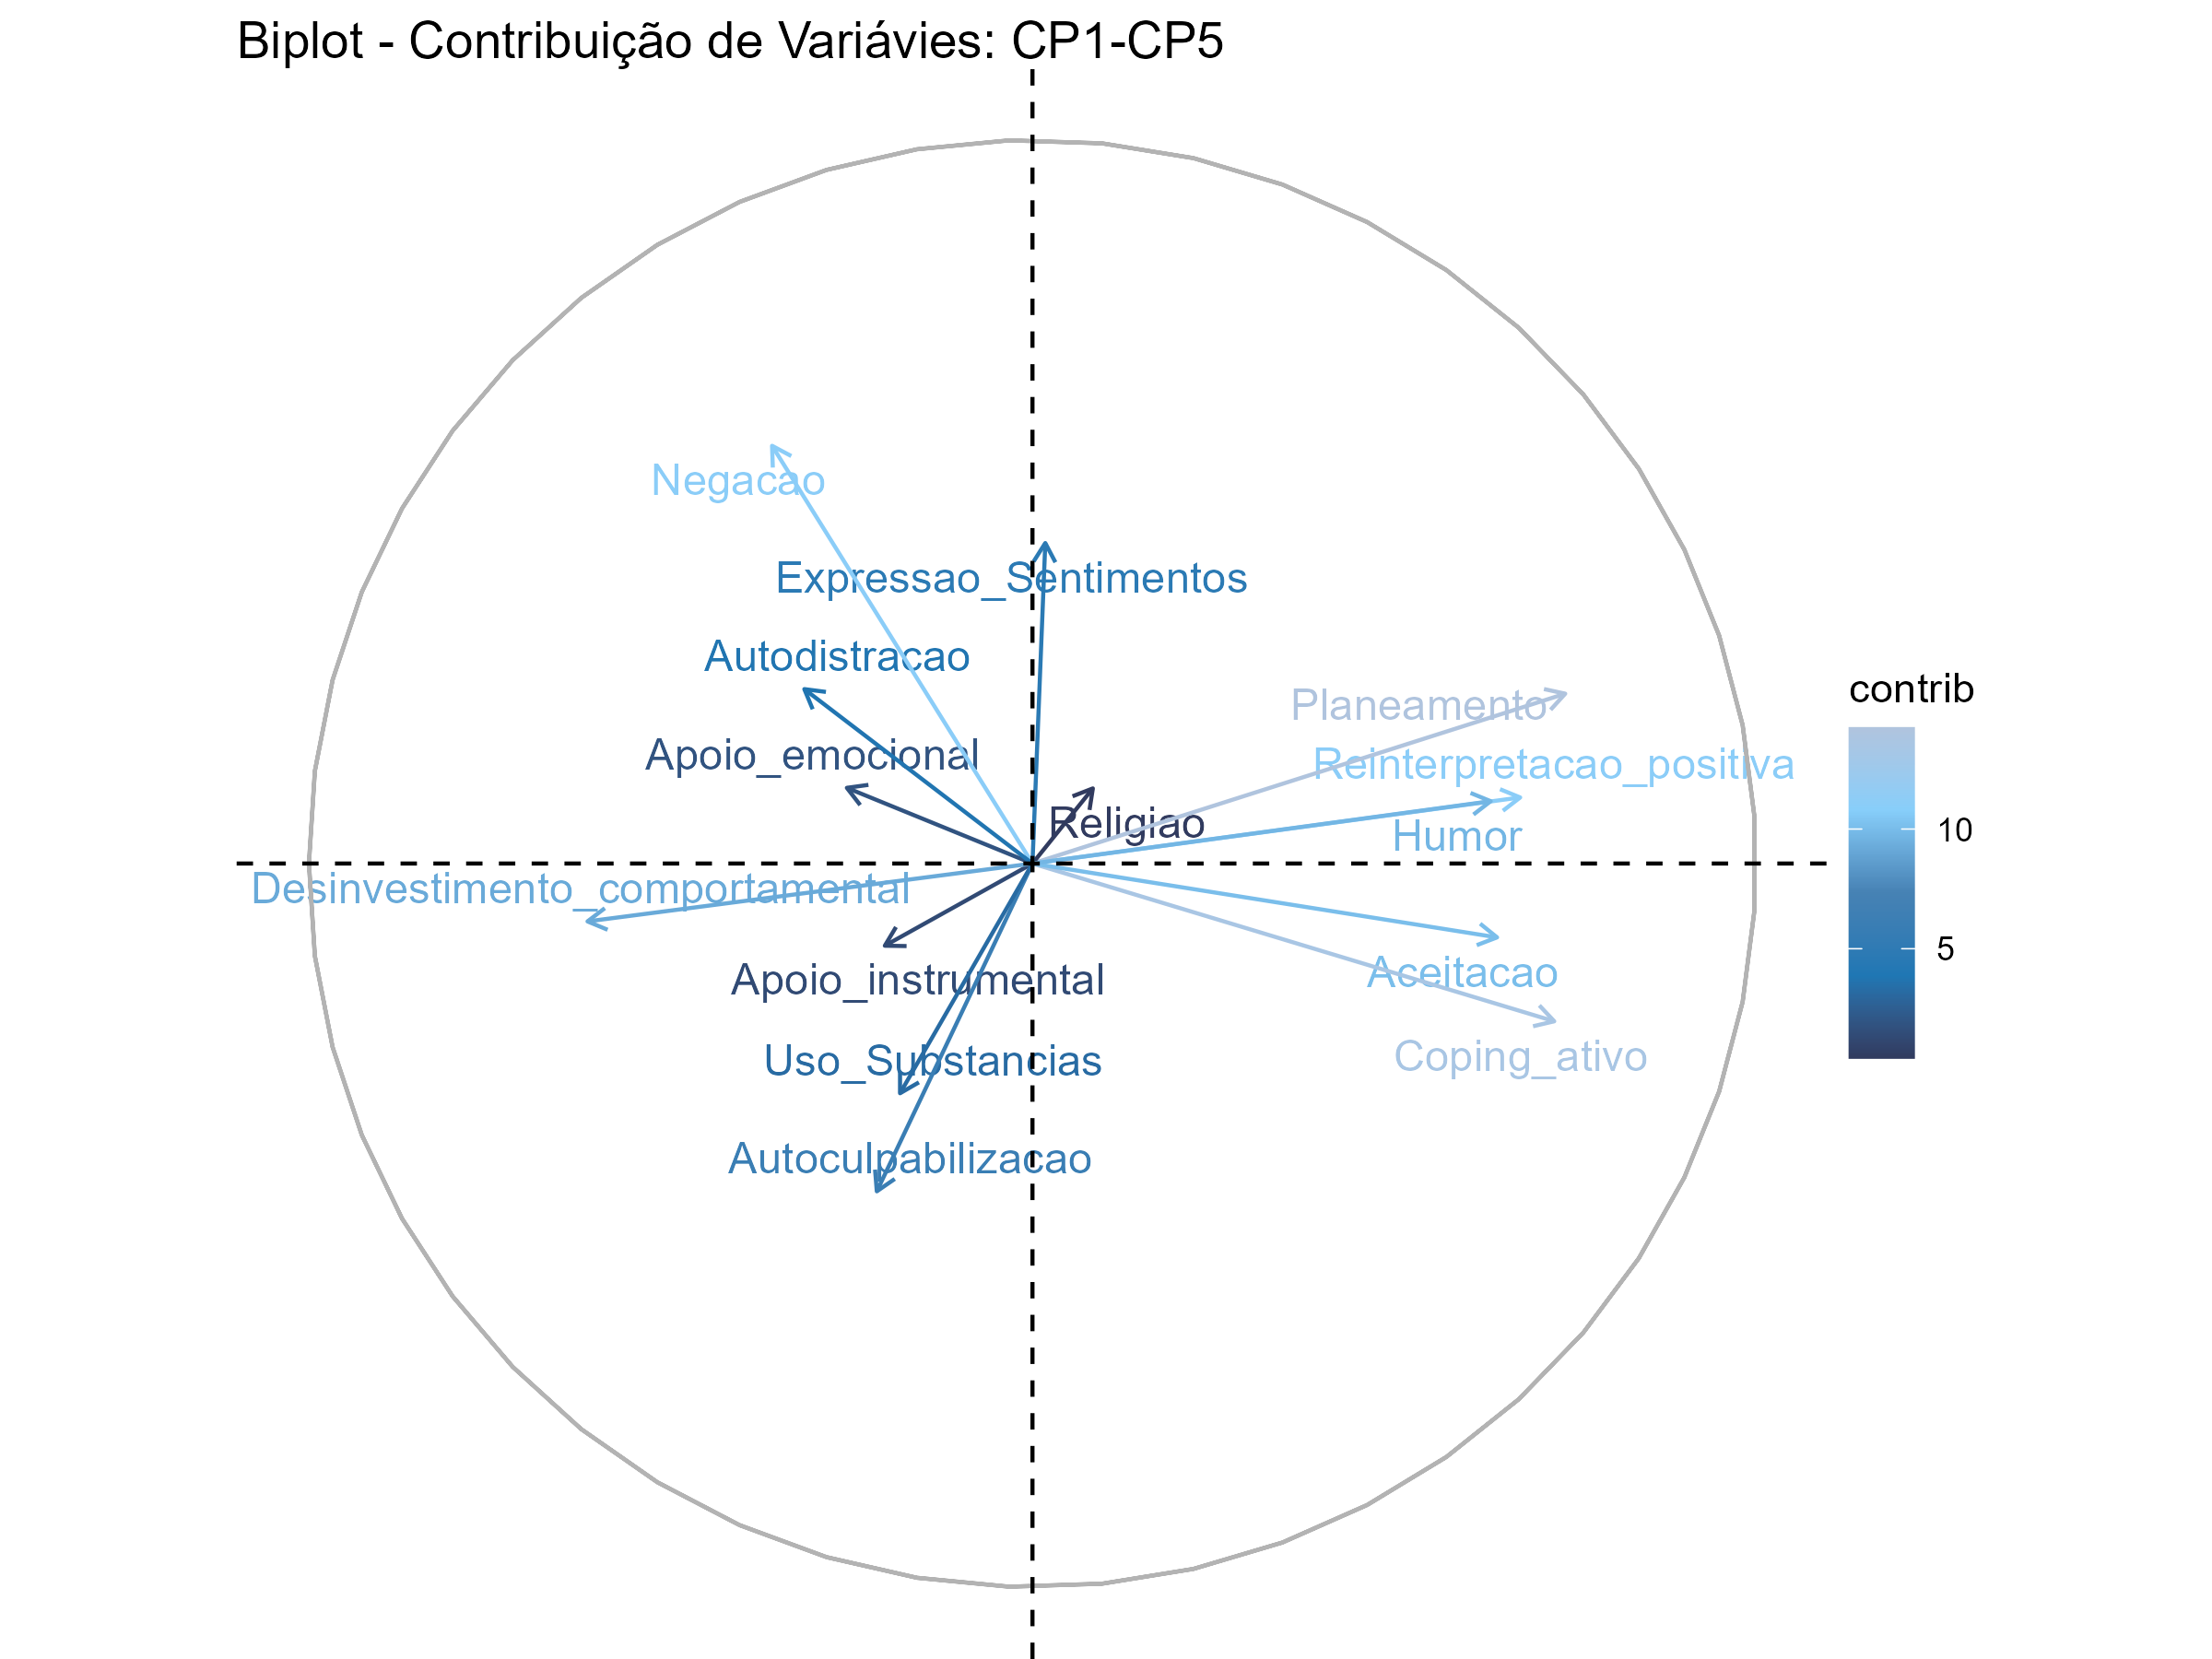 Biplot - Contribuição de Variávies: CP1-CP5
Negacao
Expressao_Sentimentos
Autodistracao
Planeamento
Apoio_emocional
Reinterpretacao_positiva
Religiao
Humor
Desinvestimento_comportamental
Apoio_instrumental
Aceitacao
Uso_Substancias
Coping_ativo
Autoculpabilizacao
contrib
10
5